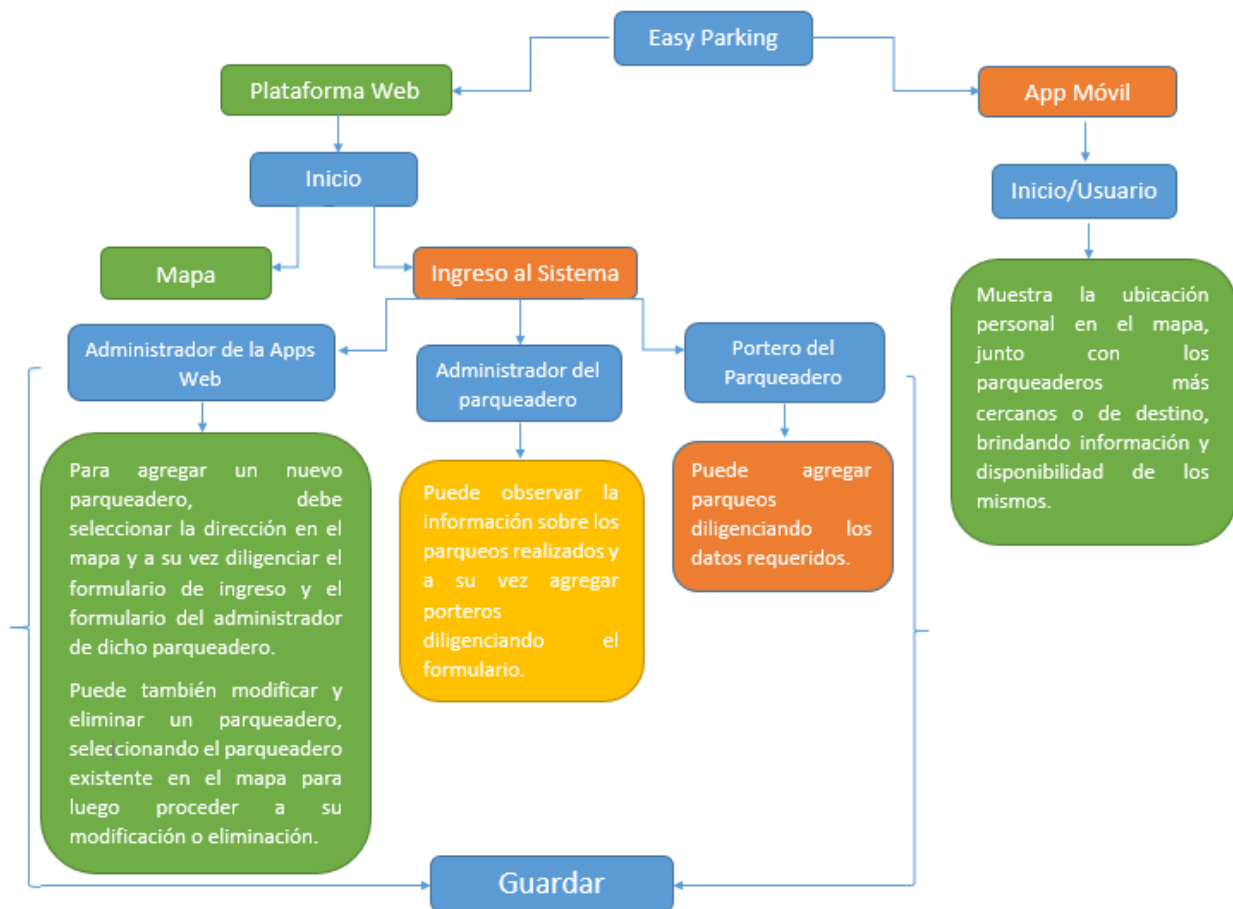 Easy Parking
Plataforma Web
App Móvil
Inicio
Inicio/Usuario
Mapa
Ingreso al Sistema
Administrador de la Apps
Web
Administrador del
parqueadero
Portero del
Parqueadero
Muestra la ubicación
personal en el mapa,
junto con los
parqueaderos más
cercanos o de destino,
brindando información y
disponibilidad de los
mismos.
Para agregar un nuevo
parqueadero, debe
seleccionar la dirección en el
mapa y a su vez diligenciar el
formulario de ingreso y el
formulario del administrador
de dicho parqueadero.
Puede también modificar y
eliminar un parqueadero,
seleccionando el parqueadero
existente en el mapa para
luego proceder a su
modificación o eliminación.
Puede observar la
información sobre los
parqueos realizados y
a su vez agregar
porteros
diligenciando el
formulario.
Puede agregar
parqueos
diligenciando los
datos requeridos.
Guardar